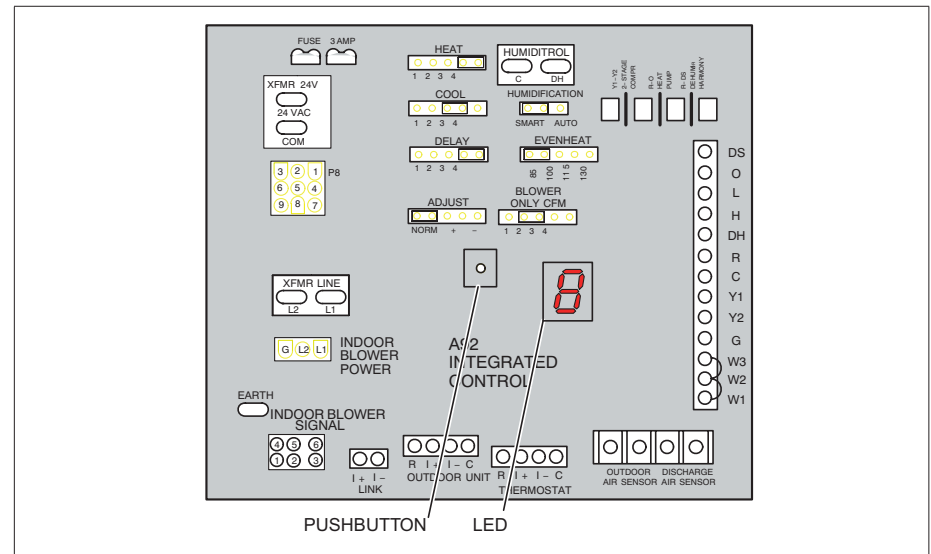 FUSE 3 AMP
HEAT
1 2 3 4
HUMIDITROL
C DH
Y1-Y2
2-STAGE
COMPR
R-O
HEAT
PUMP
R-DS
DEHUM
HARMONY
XFMR 24V
24 VAC
COM
COOL
1 2 3 4
HUMIDIFICATION
SMART AUTO
DELAY
1 2 3 4
EVENHEAT
85 100 115 130
3 2 1
6 5 4
9 8 7
P8
ADJUST
NORM + -
BLOWER
ONLY CFM
1 2 3 4
DS
O
L
H
DH
R
C
Y1
Y2
G
W3
W2
W1
XFMR LINE
L2 L1
G L2 L1
INDOOR
BLOWER
POWER
A92
INTEGRATED
CONTROL
EARTH
INDOOR BLOWER
SIGNAL
4 5 6
1 2 3
I + I -
LINK
R I + I - C
OUTDOOR UNIT
R I + I - C
THERMOSTAT
OUTDOOR
AIR SENSOR
DISCHARGE
AIR SENSOR
PUSHBUTTON
LED
8